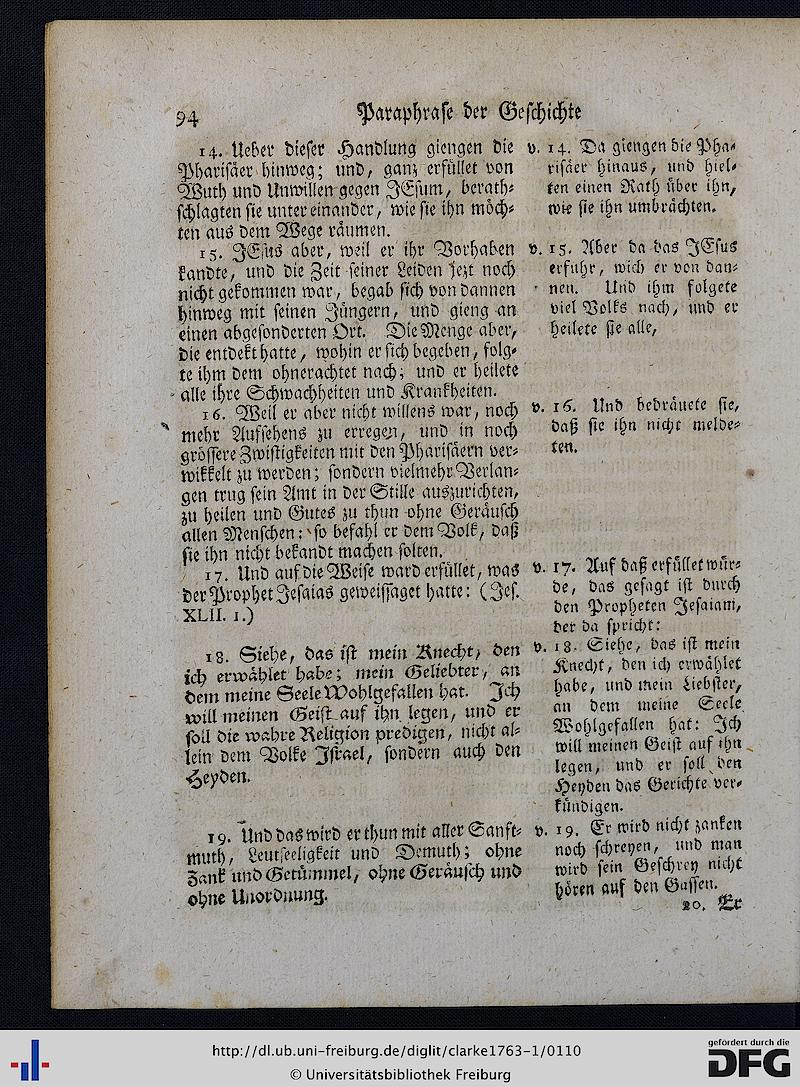 94 Paraphrase der Geschichte
14. Ueber dieser Handlung giengen die
Pharisäer hinweg; und, ganz erfüllet von
Wuth und Unwillen gegen JEsum, berath-
schlagten sie unter einander, wie sie ihn möch-
ten aus dem Wege räumen.
15. JEsus aber, weil er ihr Vorhaben
kandte, und die Zeit seiner Leiden jezt noch
nicht gekommen war, begab sich von dannen
hinweg mit seinen Jüngern, und gieng an
einen abgesonderten Ort. Die Menge aber,
die entdekt hatte, wohin er sich begeben, folg-
te ihm dem ohnerachtet nach; und er heilete
alle ihre Schwachheiten und Krankheiten.
16. Weil er aber nicht willens war, noch
mehr Aufsehens zu erregen, und in noch
grössere Zwistigkeiten mit den Pharisäern ver-
wikkelt zu werden; sondern vielmehr Verlan-
gen trug sein Amt in der Stille auszurichten,
zu heilen und Gutes zu thun ohne Geräusch
allen Menschen: so befahl er dem Volk, daß
sie ihn nicht bekandt machen solten.
17. Und auf die Weise ward erfüllet, was
der Prophet Jesaias geweissaget hatte: (Jes.
XLII. 1.)
18. Siehe, das ist mein Knecht, den
ich erwählet habe; mein Geliebter, an
dem meine Seele Wohlgefallen hat. Ich
will meinen Geist auf ihn legen, und er
soll die wahre Religion predigen, nicht al-
lein dem Volke Israel, sondern auch den
Heyden.
19. Und das wird er thun mit aller Sanft-
muth, Leutseeligkeit und Demuth; ohne
Zank und Getümmel, ohne Geräusch und
ohne Unordnung.
v. 14. Da giengen die Pha-
risäer hinaus, und hiel-
ten einen Rath über ihn,
wie sie ihn umbrächten.
v. 15. Aber da das JEsus
erfuhr, wich er von dan-
nen. Und ihm folgete
viel Volks nach, und er
heilete sie alle,
v. 16. Und bedräuete sie,
daß sie ihn nicht melde-
ten.
v. 17. Auf daß erfüllet wür-
de, das gesagt ist durch
den Propheten Jesaiam,
der da spricht:
v. 18. Siehe, das ist mein
Knecht, den ich erwählet
habe, und mein Liebster,
an dem meine Seele
Wohlgefallen hat: Ich
will meinen Geist auf ihn
legen, und er soll den
Heyden das Gerichte ver-
kündigen.
v. 19. Er wird nicht zanken
noch schreyen, und man
wird sein Geschrey nicht
hören auf den Gassen.
20. Er
http://dl.ub.uni-freiburg.de/diglit/clarke1763-1/0110
© Universitätsbibliothek Freiburg
gefördert durch die
DFG